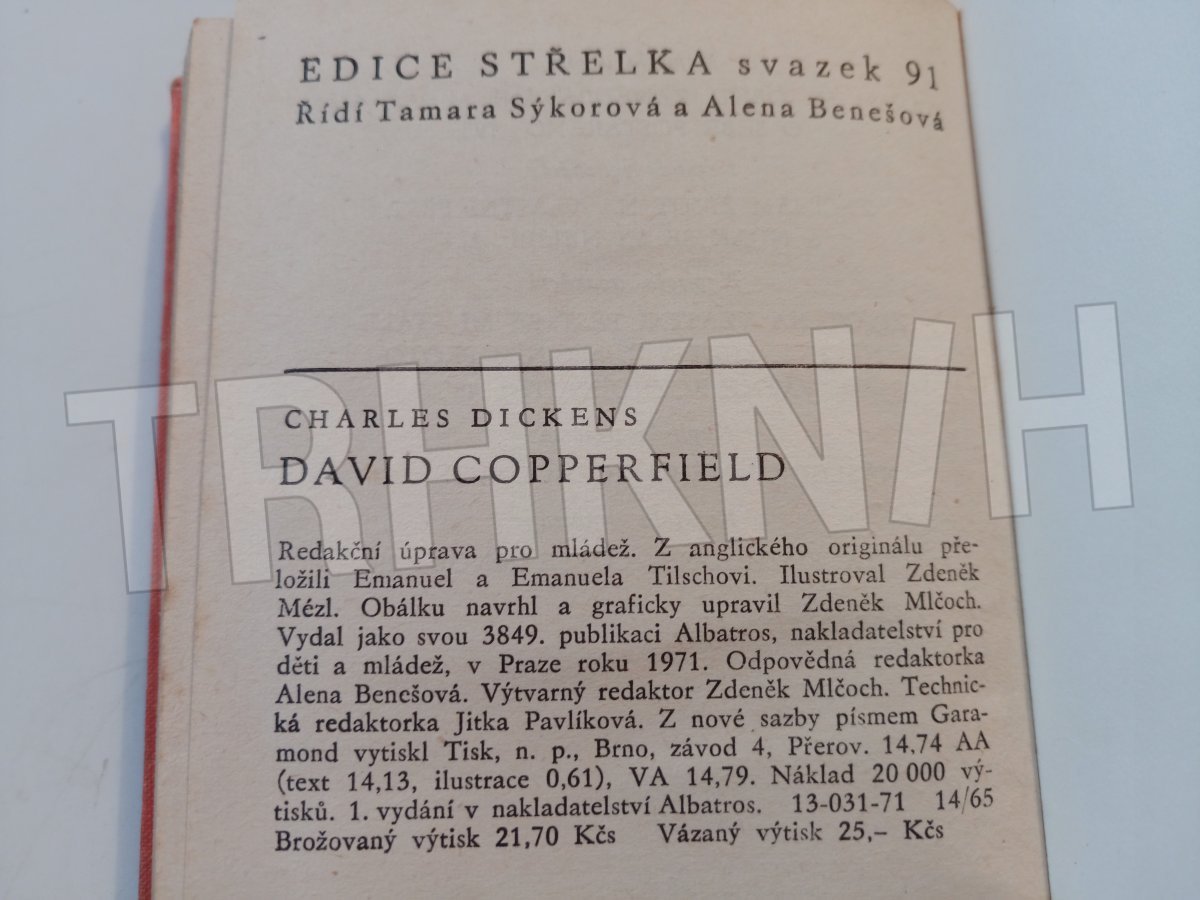 EDICE STŘELKA svazek 91
Řídí Tamara Sýkorová a Alena Benešová
TRHKNIH
CHARLES DICKENS
DAVID COPPERFIELD
Redakční úprava pro mládež. Z anglického originálu pře-
ložili Emanuel a Emanuela Tilschovi. Ilustroval Zdeněk
Mézl. Obálku navrhl a graficky upravil Zdeněk Mlčoch.
Vydal jako svou 3849. publikaci Albatros, nakladatelství pro
děti a mládež, v Praze roku 1971. Odpovědná redaktorka
Alena Benešová. Výtvarný redaktor Zdeněk Mlčoch. Technic-
ká redaktorka Jitka Pavlíková. Z nové sazby písmem Gara-
mond vytiskl Tisk, n. p., Brno, závod 4, Přerov. 14,74 AA
(text 14,13, ilustrace 0,61), VA 14,79. Náklad 20 000 vý-
tisků. 1. vydání v nakladatelství Albatros. 13-031-71 14/65
Brožovaný výtisk 21,70 Kčs Vázaný výtisk 25,– Kčs